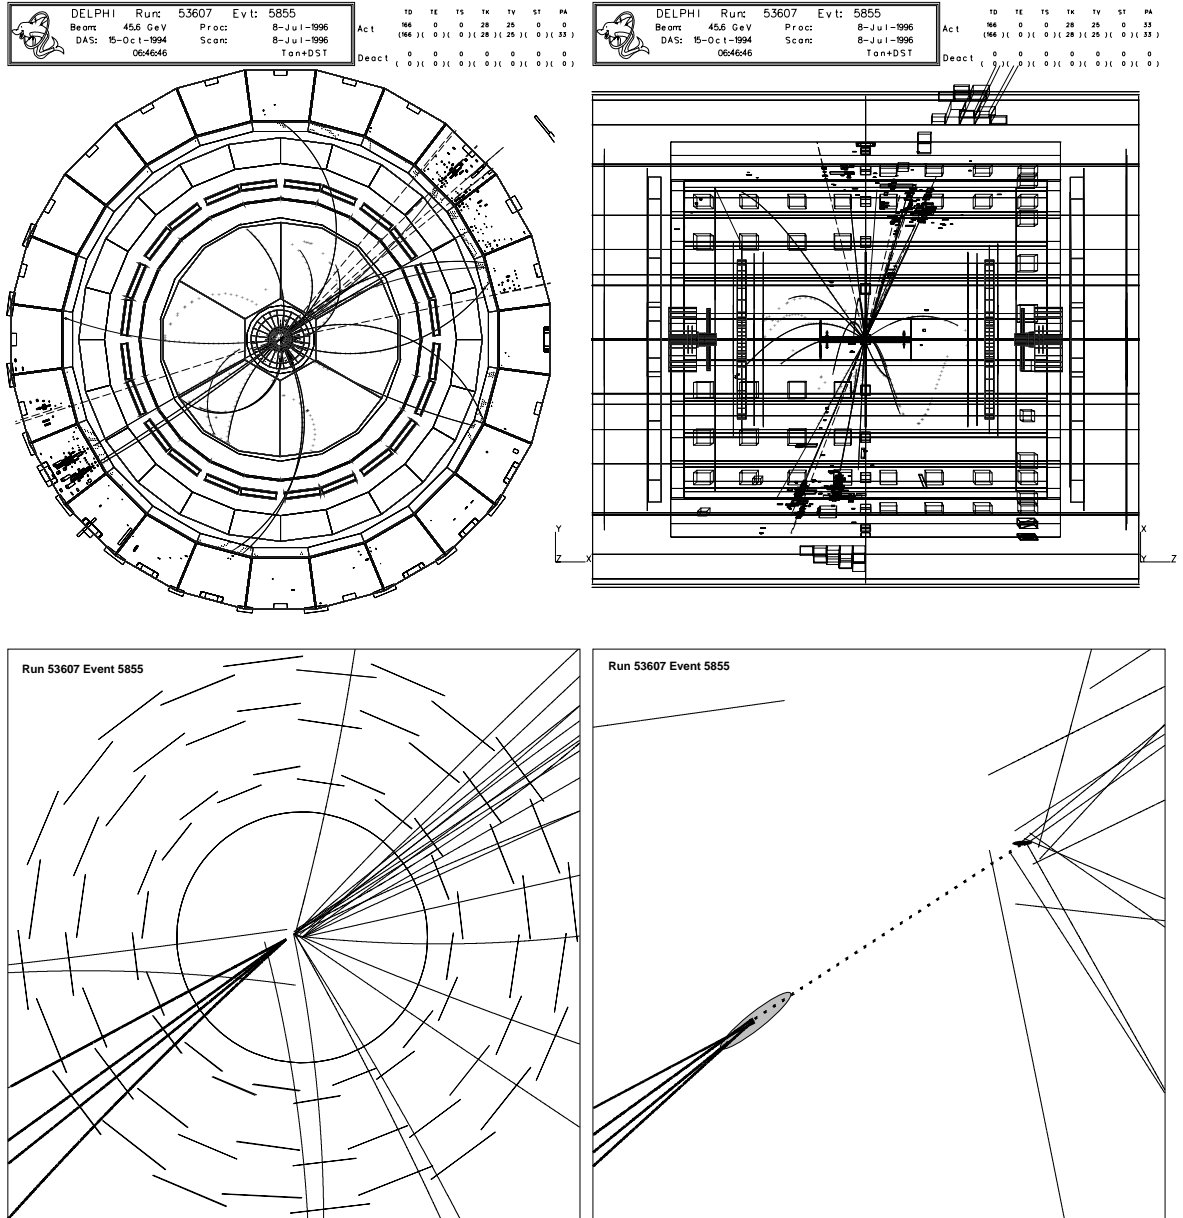 DELPHI Run: 53607 Evt: 5855
Beam: 45.6 GeV Proc: 8-Jul-1996
DAS: 15-Oct-1994 Scan: 8-Jul-1996
06:46:46 Tan+DST
TD TE TS TK TV ST PA
Act 166 0 0 28 25 0 0
(166 )( 0 )( 0 )( 28 )( 25 )( 0 )( 33 )
Deact 0 0 0 0 0 0 0
( 0 )( 0 )( 0 )( 0 )( 0 )( 0 )( 0 )
DELPHI Run: 53607 Evt: 5855
Beam: 45.6 GeV Proc: 8-Jul-1996
DAS: 15-Oct-1994 Scan: 8-Jul-1996
06:46:46 Tan+DST
TD TE TS TK TV ST PA
Act 166 0 0 28 25 0 33
(166 )( 0 )( 0 )( 28 )( 25 )( 0 )( 33 )
Deact 0 0 0 0 0 0 0
( 0 )( 0 )( 0 )( 0 )( 0 )( 0 )( 0 )
Y
Z X
X
Y Z
Run 53607 Event 5855
Run 53607 Event 5855